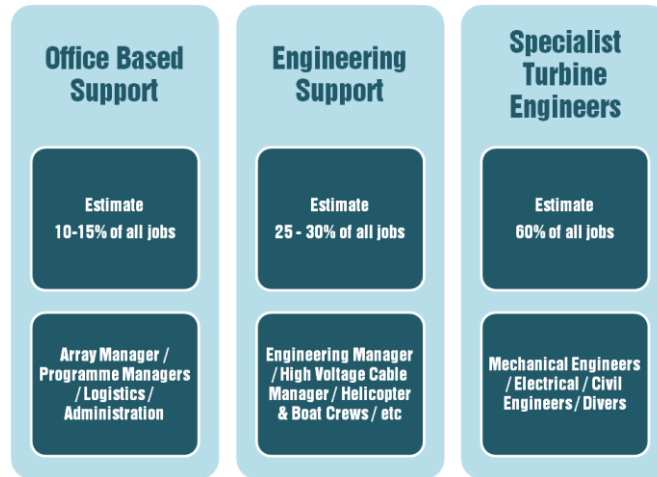 Office Based
Support
Estimate
10-15% of all jobs
Array Manager /
Programme Managers
/ Logistics /
Administration
Engineering
Support
Estimate
25 - 30% of all jobs
Engineering Manager
/ High Voltage Cable
Manager / Helicopter
& Boat Crews / etc
Specialist
Turbine
Engineers
Estimate
60% of all jobs
Mechanical Engineers
/ Electrical / Civil
Engineers / Divers